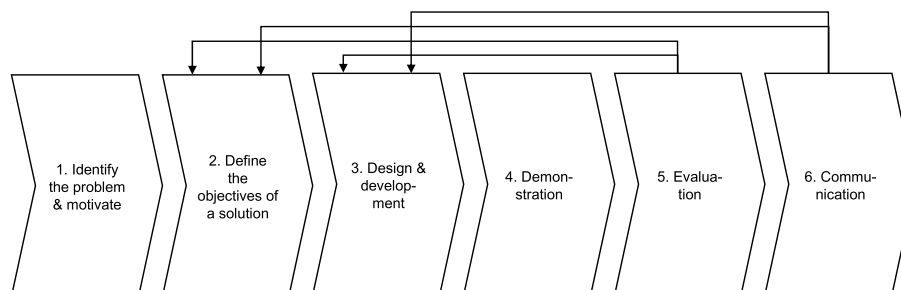 1. Identify
the problem
& motivate
2. Define
the
objectives of
a solution
3. Design &
develop-
ment
4. Demon-
stration
5. Evalua-
tion
6. Commu-
nication